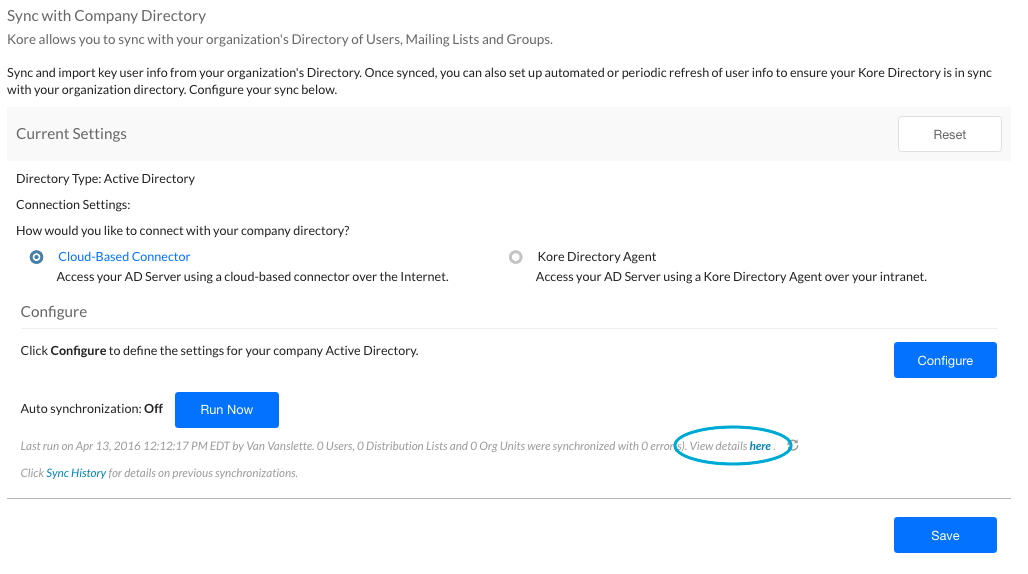 Sync with Company Directory
Kore allows you to sync with your organization's Directory of Users, Mailing Lists and Groups.
Sync and import key user info from your organization's Directory. Once synced, you can also set up automated or periodic refresh of user info to ensure your Kore Directory is in sync
with your organization directory. Configure your sync below.
Current Settings
Reset
Directory Type: Active Directory
Connection Settings:
How would you like to connect with your company directory?
Cloud-Based Connector
Access your AD Server using a cloud-based connector over the Internet.
Kore Directory Agent
Access your AD Server using a Kore Directory Agent over your intranet.
Configure
Click Configure to define the settings for your company Active Directory.
Configure
Auto synchronization: Off
Run Now
Last run on Apr 13, 2016 12:12:17 PM EDT by Van Vanslette. 0 Users, 0 Distribution Lists and 0 Org Units were synchronized with 0 error(s). View details here .
Click Sync History for details on previous synchronizations.
Save